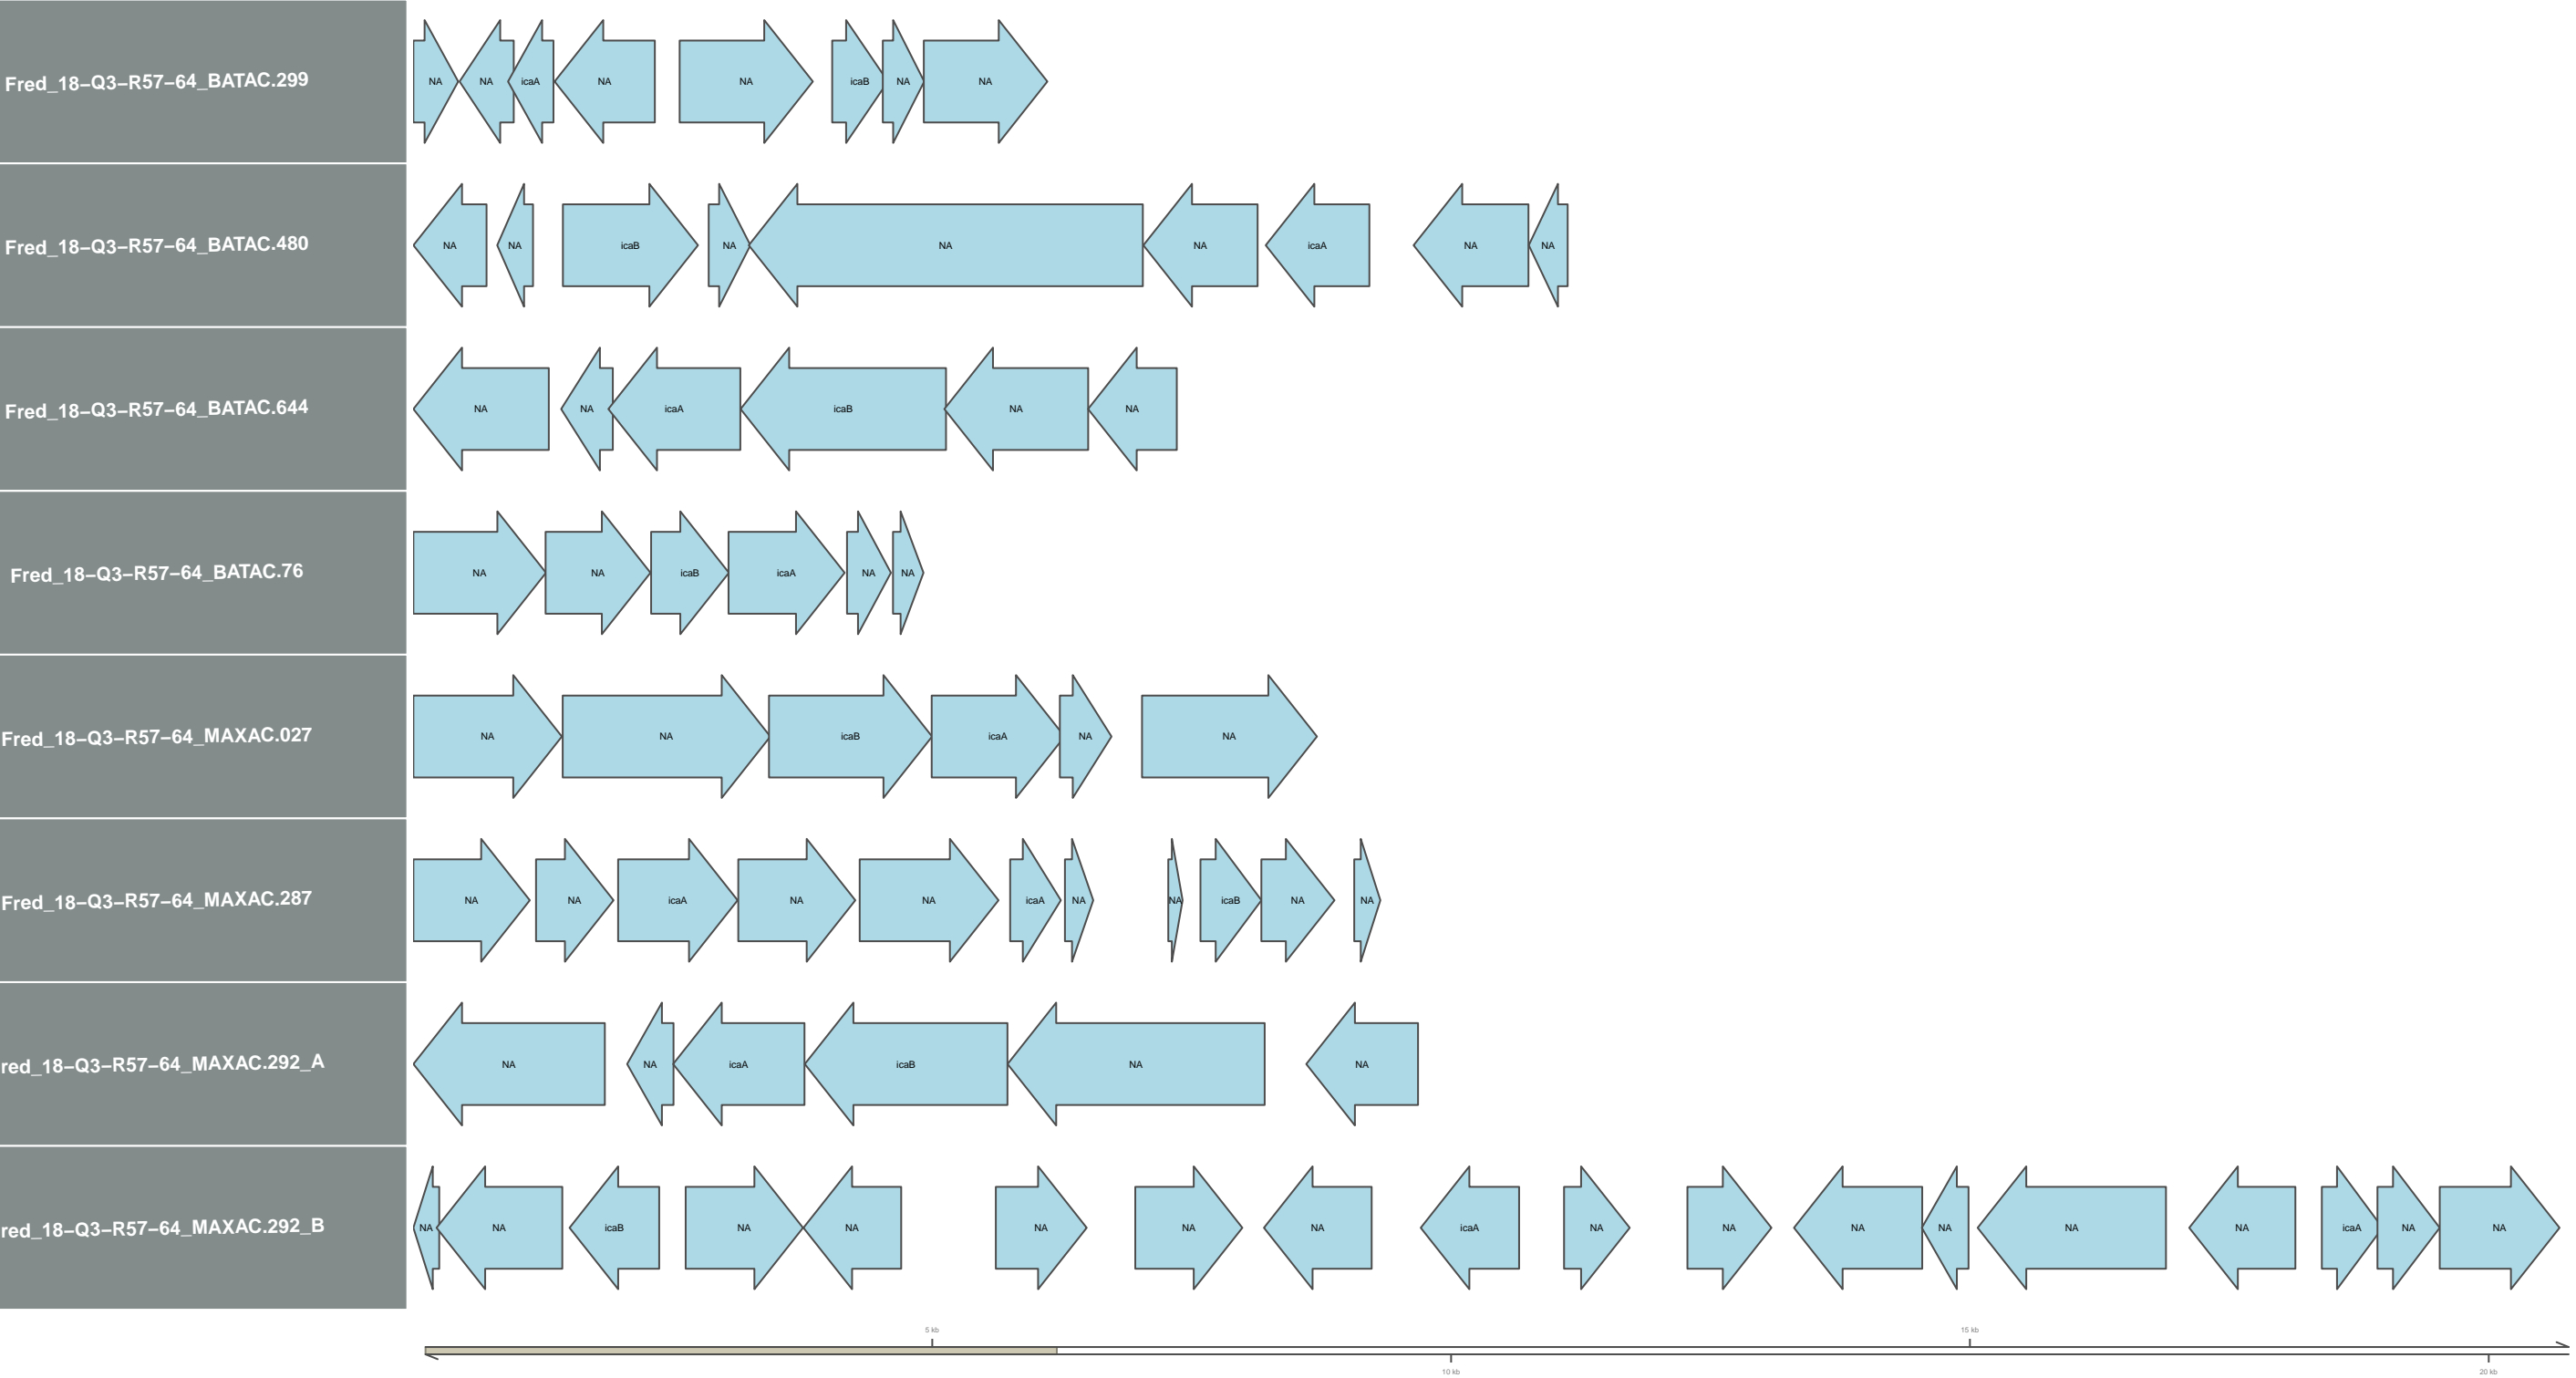 Fred_18−Q3−R57−64_BATAC.299
NA NA icaA NA NA icaB NA NA
Fred_18−Q3−R57−64_BATAC.480
NA NA icaB NA NA NA icaA NA NA
Fred_18−Q3−R57−64_BATAC.644
NA NA icaA icaB NA NA
Fred_18−Q3−R57−64_BATAC.76
NA NA icaB icaA NA NA
Fred_18−Q3−R57−64_MAXAC.027
NA NA icaB icaA NA NA
Fred_18−Q3−R57−64_MAXAC.287
NA NA icaA NA NA icaA NA NA icaB NA NA
red_18−Q3−R57−64_MAXAC.292_A
NA NA icaA icaB NA NA
red_18−Q3−R57−64_MAXAC.292_B
NA NA icaB NA NA NA NA NA icaA NA NA NA NA NA NA icaA NA NA
5 kb 15 kb
10 kb 20 kb